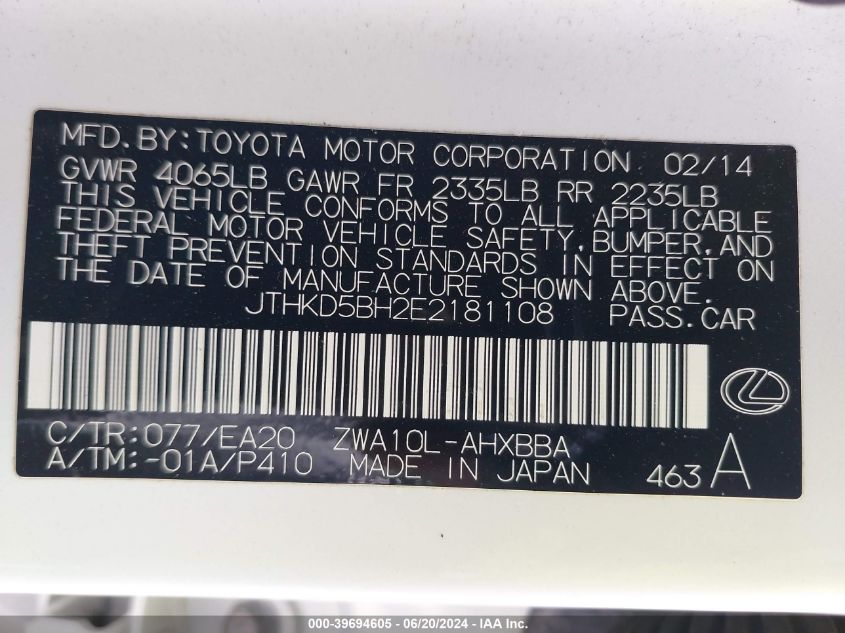 MFD. BY: TOYOTA MOTOR CORPORATION 02/14
GVWR 4065LB GAWR FR 2335LB RR 2235LB
THIS VEHICLE CONFORMS TO ALL APPLICABLE
FEDERAL MOTOR VEHICLE SAFETY, BUMPER, AND
THEFT PREVENTION STANDARDS IN EFFECT ON
THE DATE OF MANUFACTURE SHOWN ABOVE.
JTHKD5BH2E2181108 PASS. CAR
C/TR: 077/EA20 ZWA10L-AHXBBA
A/TM: -01A/P410 MADE IN JAPAN 463 A
000-39694605 / 06/20/2024 - IAA Inc.